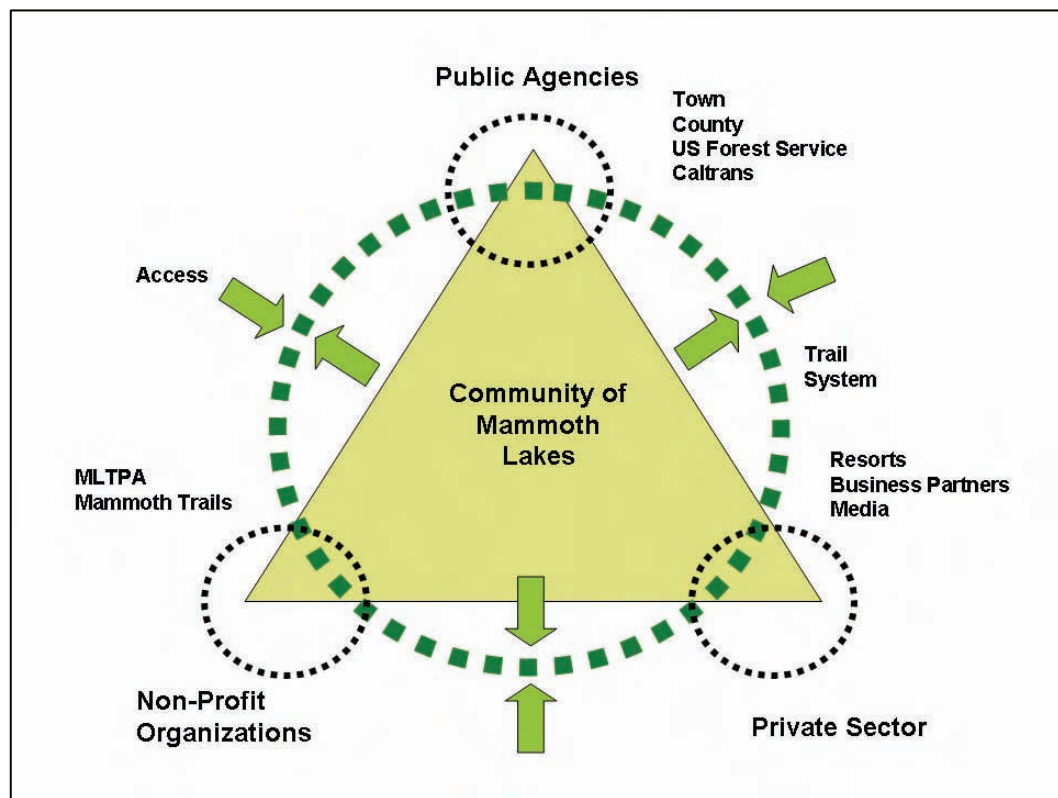 Public Agencies
Town
County
US Forest Service
Caltrans
Access
Trail
System
Community of
Mammoth
Lakes
MLTPA
Mammoth Trails
Resorts
Business Partners
Media
Non-Profit
Organizations
Private Sector